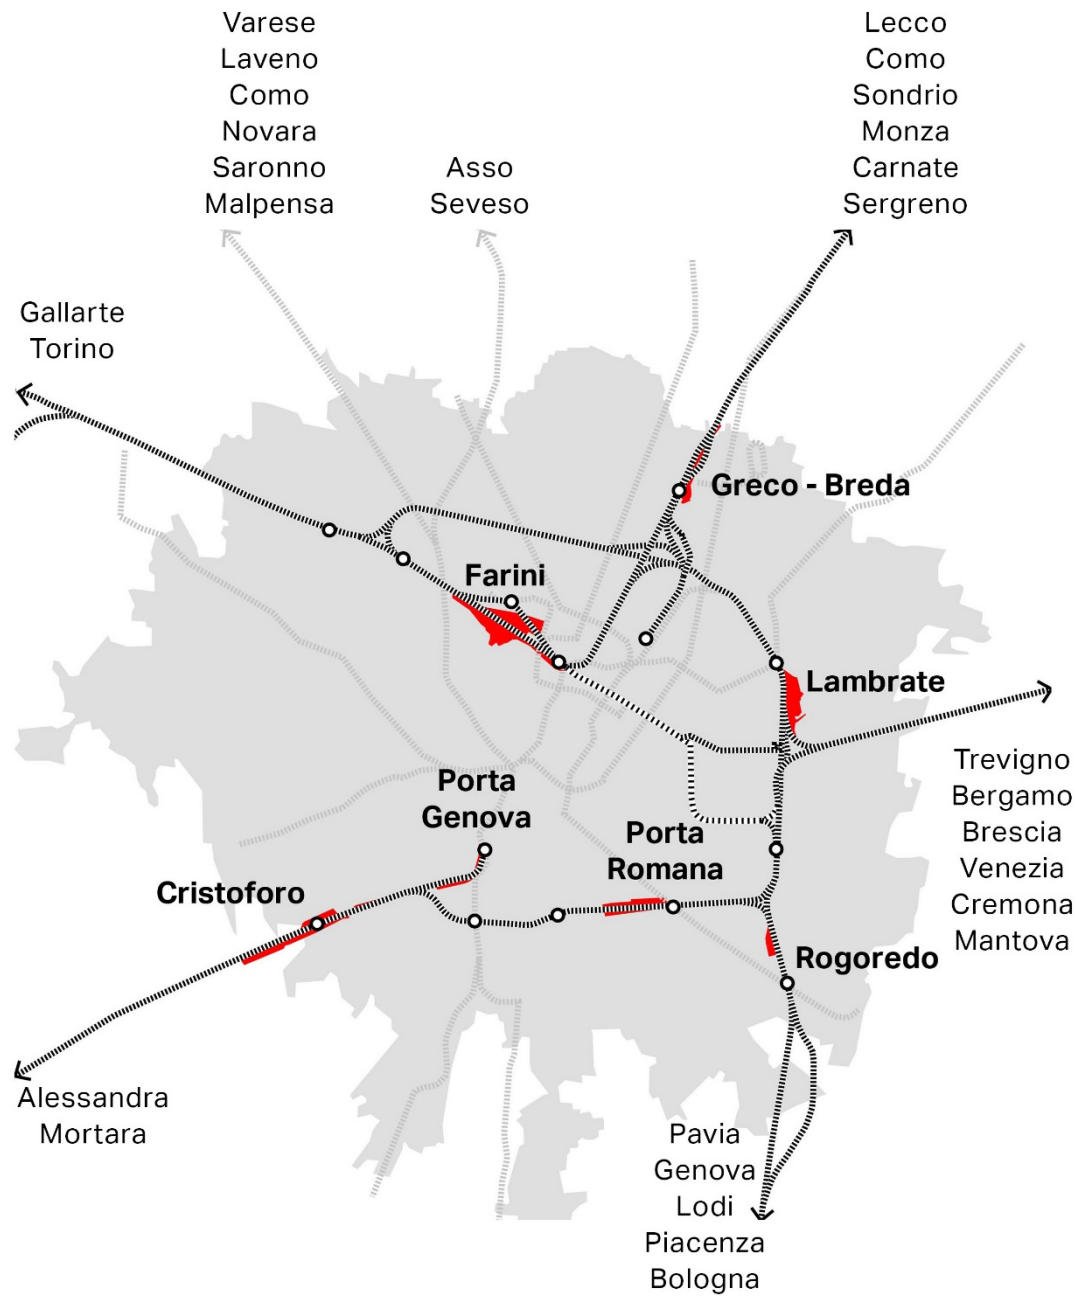 Varese
Laveno
Como
Novara
Saronno
Malpensa
Asso
Seveso
Lecco
Como
Sondrio
Monza
Carnate
Sergreno
Gallarte
Torino
Greco - Breda
Farini
Lambrate
Porta
Genova
Porta
Romana
Cristoforo
Rogoredo
Trevigno
Bergamo
Brescia
Venezia
Cremona
Mantova
Alessandra
Mortara
Pavia
Genova
Lodi
Piacenza
Bologna